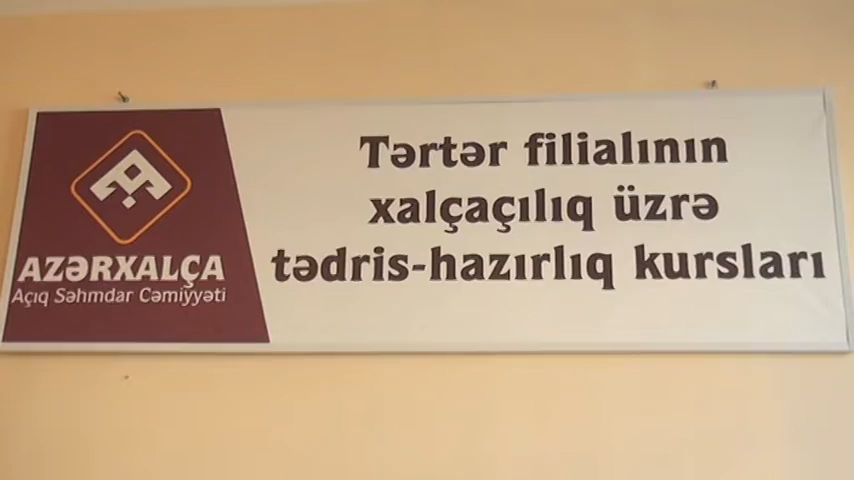 AZƏRXALÇA
Açıq Səhmdar Cəmiyyəti
Tərtər filialının
xalçaçılıq üzrə
tədris-hazırlıq kursları